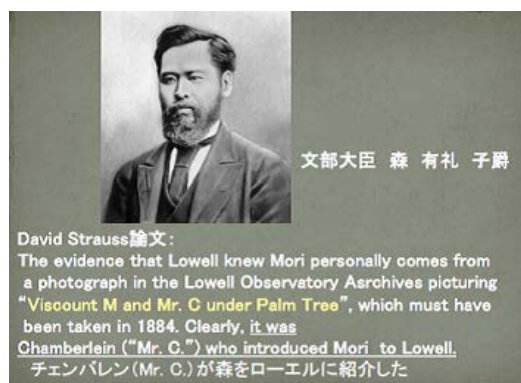 文部大臣 森 有礼 子爵
David Strauss論文：
The evidence that Lowell knew Mori personally comes from
a photograph in the Lowell Observatory Asrchives picturing
“Viscount M and Mr. C under Palm Tree”, which must have
been taken in 1884. Clearly, it was
Chamberlein (“Mr. C.”) who introduced Mori to Lowell.
チェンバレン(Mr. C.)が森をローエルに紹介した